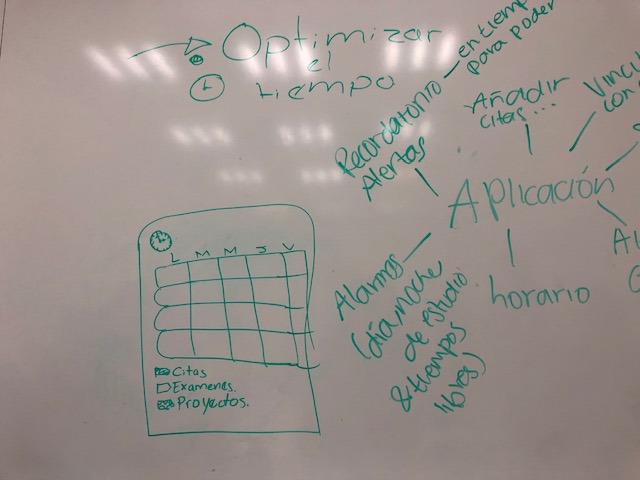 Optimizar
el
tiempo
en tiemp
para poder
Recordatorio
Alertas
Añadir
citas...
Vincu
con
Aplicación
Al
horario
Alarmas
(día, noche
de estudio
& tiempos
libres)
L M M J V
Citas
Examenes.
Proyectos.